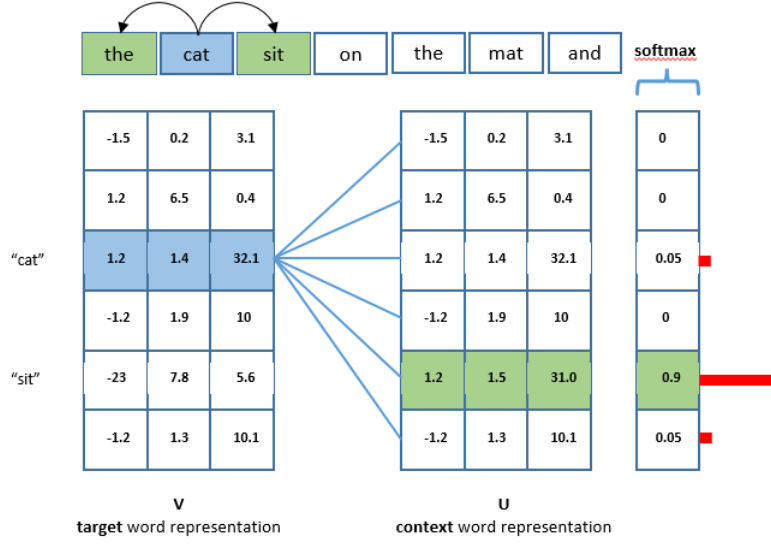 the cat sit on the mat and softmax
-1.5 0.2 3.1 -1.5 0.2 3.1 0
1.2 6.5 0.4 1.2 6.5 0.4 0
“cat” 1.2 1.4 32.1 1.2 1.4 32.1 0.05
-1.2 1.9 10 -1.2 1.9 10 0
“sit” -23 7.8 5.6 1.2 1.5 31.0 0.9
-1.2 1.3 10.1 -1.2 1.3 10.1 0.05
V U
target word representation context word representation